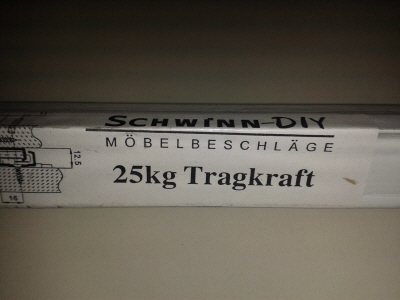 SCHWINN-DIY
MÖBELBESCHLÄGE
25kg Tragkraft
12,5
16